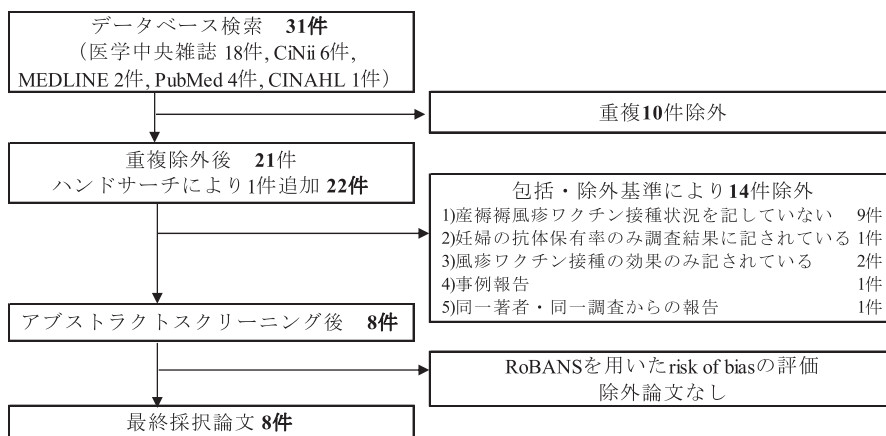 データベース検索 31件
（医学中央雑誌 18件, CiNii 6件,
MEDLINE 2件, PubMed 4件, CINAHL 1件）
重複10件除外
重複除外後 21件
ハンドサーチにより1件追加 22件
包括・除外基準により14件除外
1)産褥褥風疹ワクチン接種状況を記していない 9件
2)妊婦の抗体保有率のみ調査結果に記されている 1件
3)風疹ワクチン接種の効果のみ記されている 2件
4)事例報告 1件
5)同一著者・同一調査からの報告 1件
アブストラクトスクリーニング後 8件
RoBANSを用いたrisk of biasの評価
除外論文なし
最終採択論文 8件